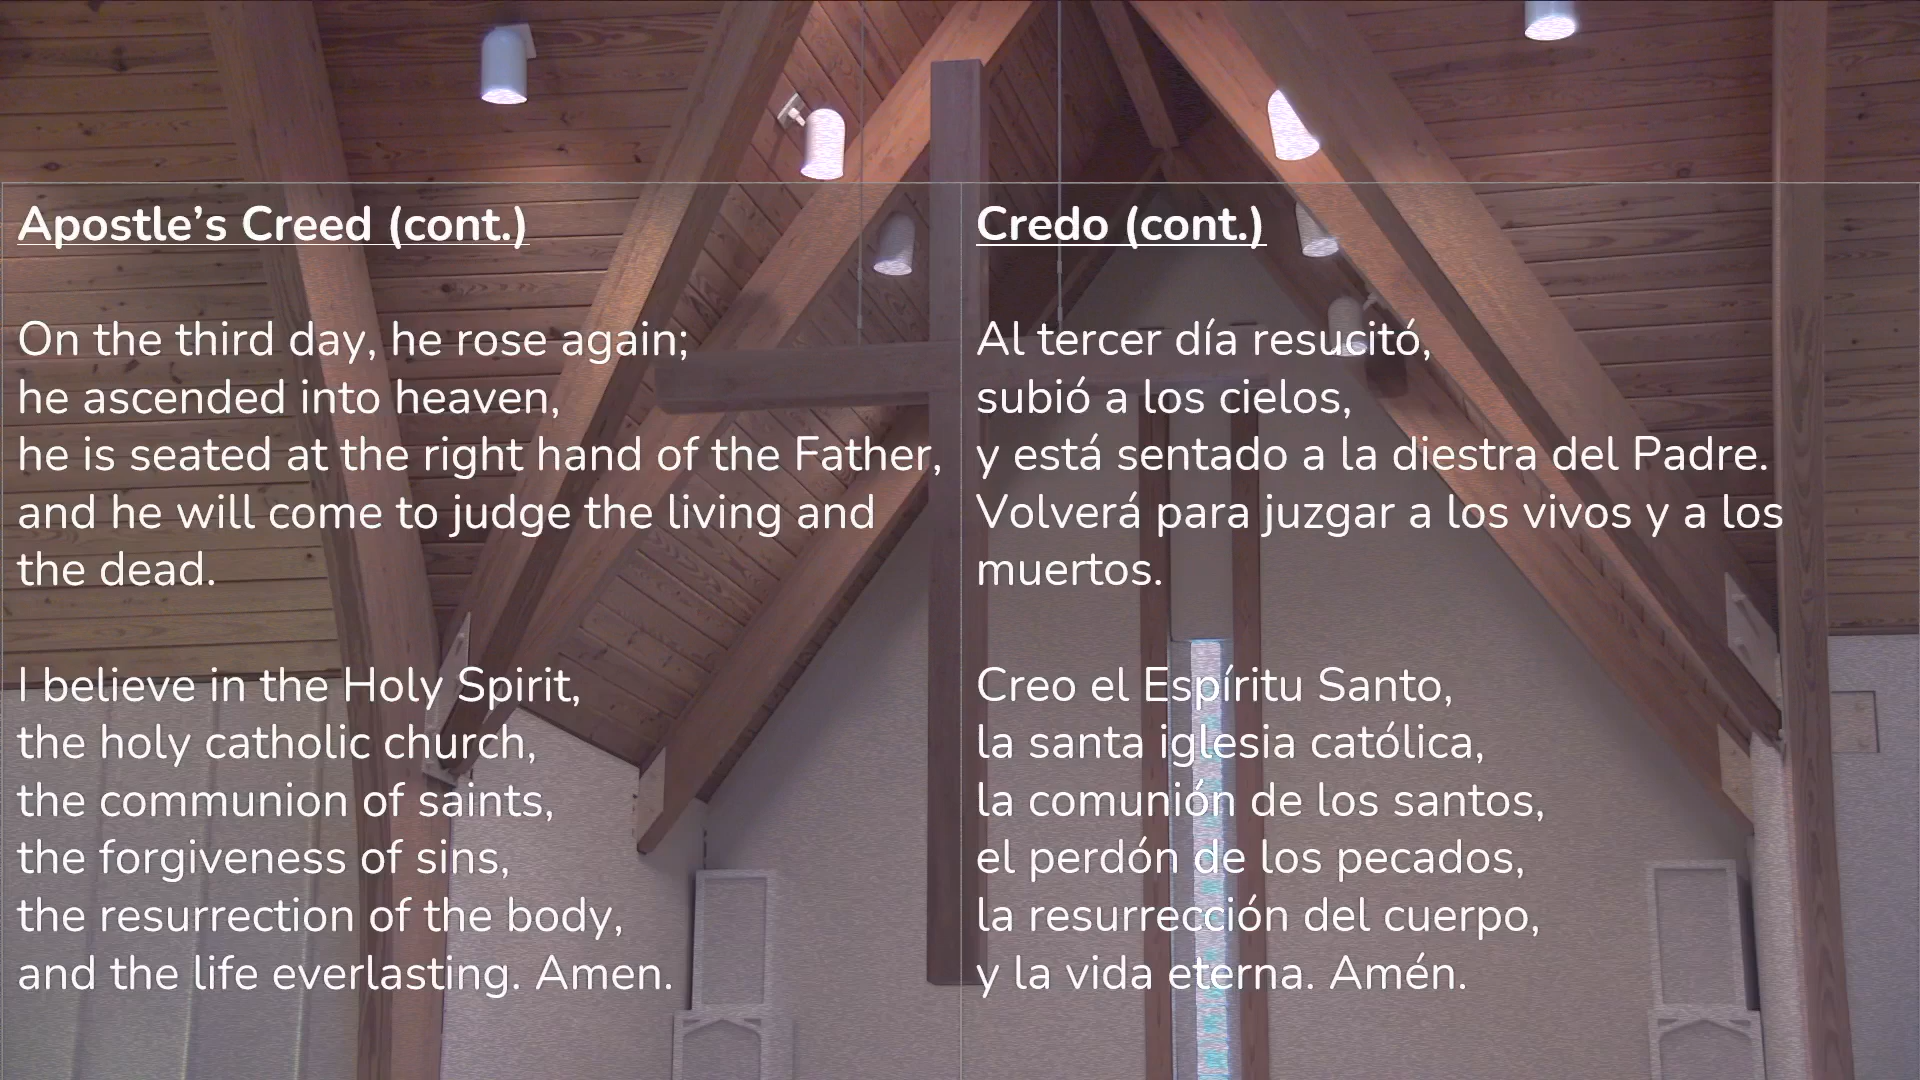 Apostle’s Creed (cont.)
On the third day, he rose again;
he ascended into heaven,
he is seated at the right hand of the Father,
and he will come to judge the living and
the dead.
I believe in the Holy Spirit,
the holy catholic church,
the communion of saints,
the forgiveness of sins,
the resurrection of the body,
and the life everlasting. Amen.
Credo (cont.)
Al tercer día resucitó,
subió a los cielos,
y está sentado a la diestra del Padre.
Volverá para juzgar a los vivos y a los
muertos.
Creo el Espíritu Santo,
la santa iglesia católica,
la comunión de los santos,
el perdón de los pecados,
la resurrección del cuerpo,
y la vida eterna. Amén.